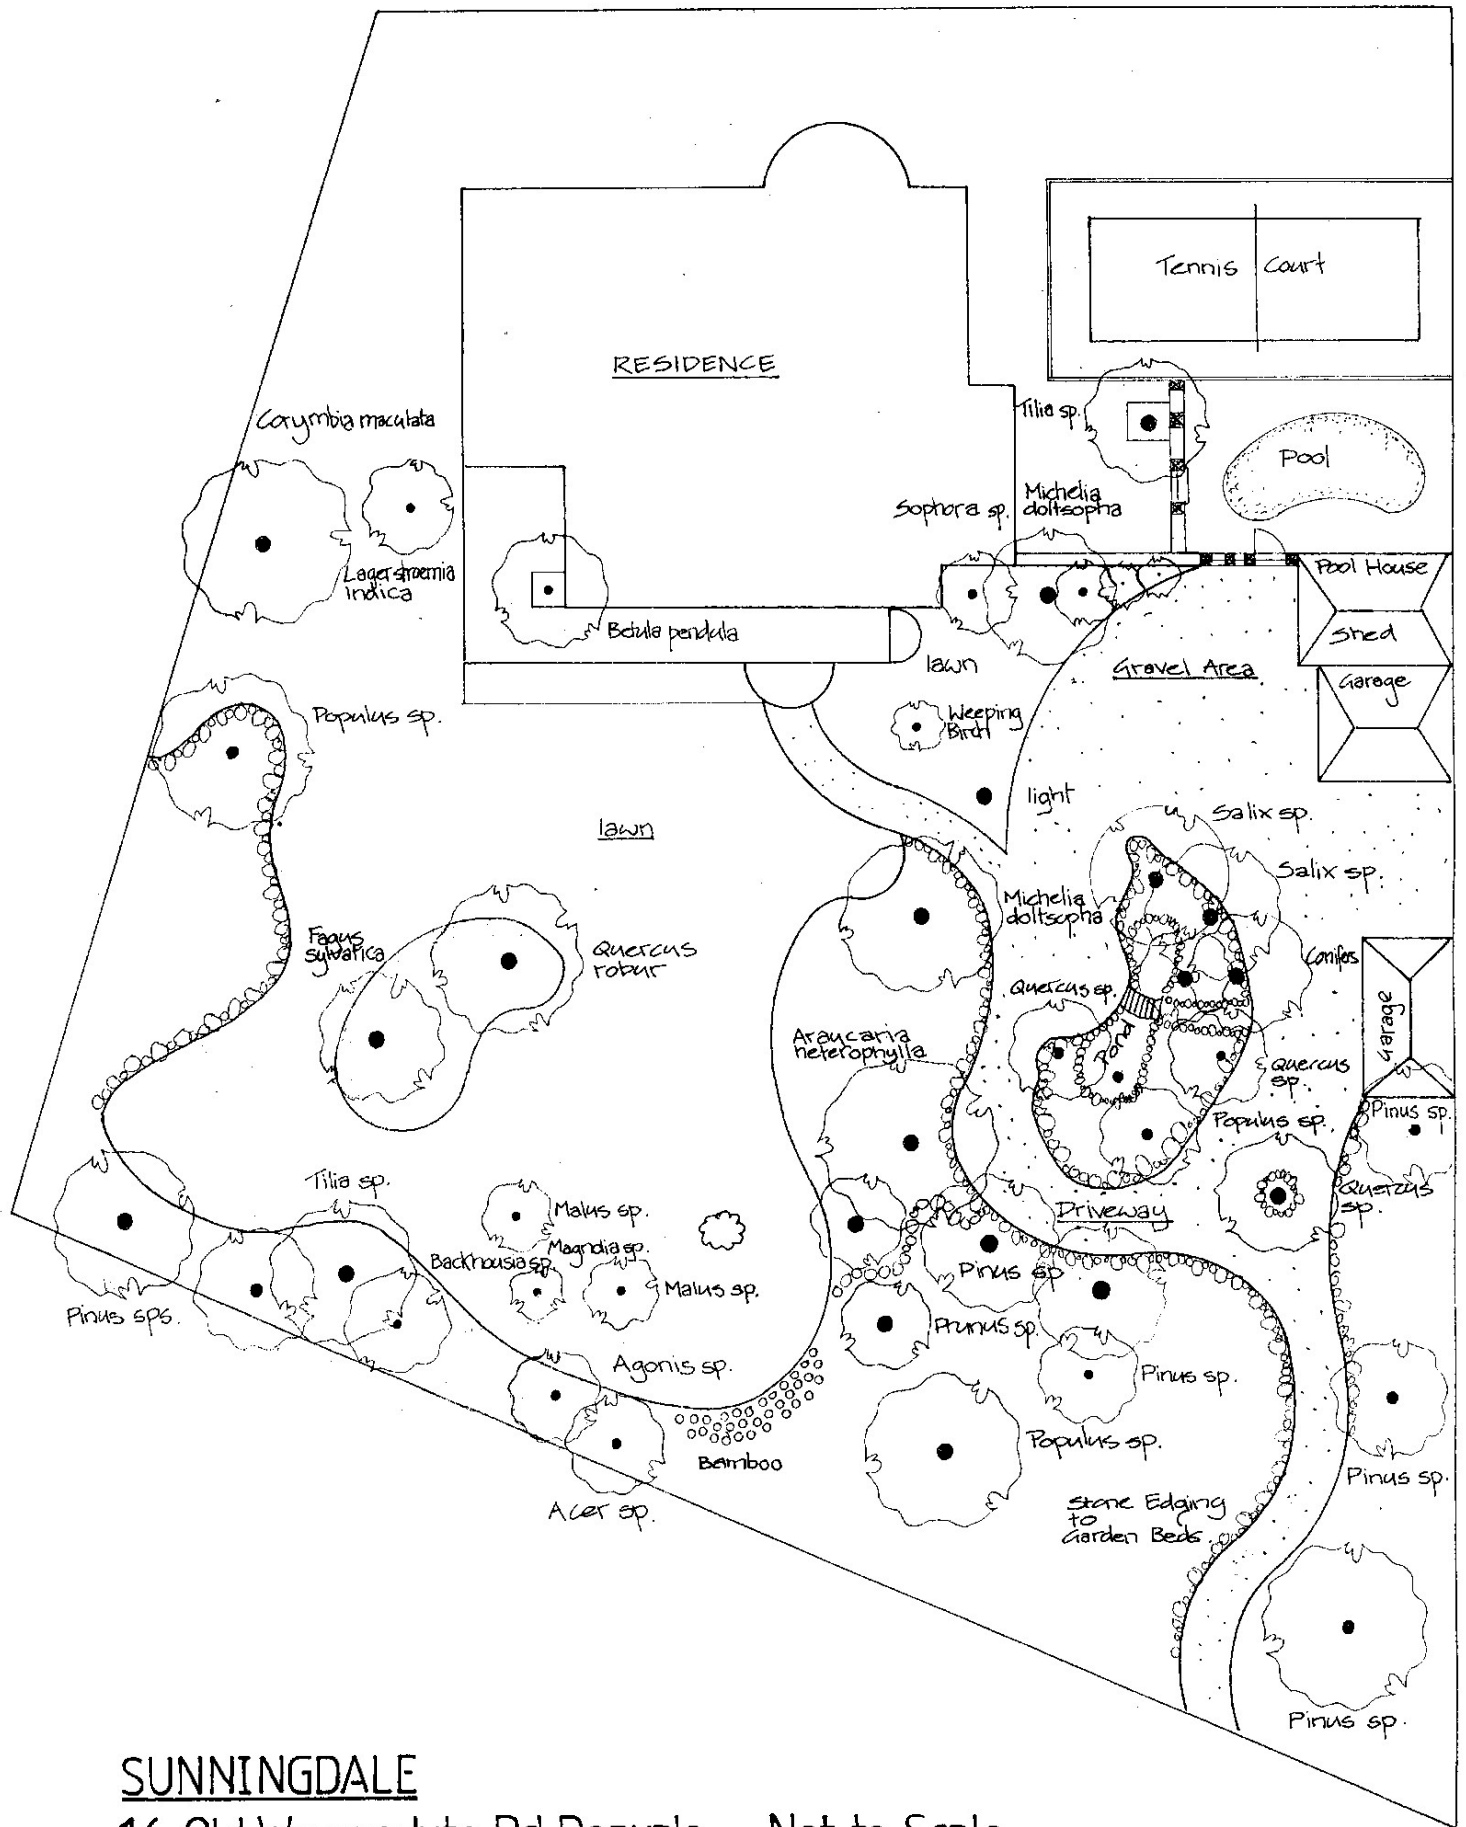 Tennis Court
RESIDENCE
Tilia sp.
Corymbia maculata
Pool
Sophora sp.
Michelia
doltsopha
Lagerstroemia
indica
Pool House
Betula pendula
Shed
lawn
Gravel Area
Garage
Populus sp.
Weeping
Birch
light
Salix sp.
lawn
Salix sp.
Michelia
doltsopha
Fagus
sylvatica
Quercus
robur
Conifers
Quercus sp.
Garage
Araucaria
heterophylla
Pond
Quercus
sp.
Pinus sp.
Populus sp.
Tilia sp.
Quercus
sp.
Malus sp.
Driveway
Magnolia sp.
Backhousia sp.
Pinus sp
Malus sp.
Pinus sps.
Prunus sp.
Agonis sp.
Pinus sp.
Populus sp.
Bamboo
Pinus sp.
Acer sp.
Stone Edging
to
Garden Beds.
Pinus sp.
SUNNINGDALE
Not to Scale